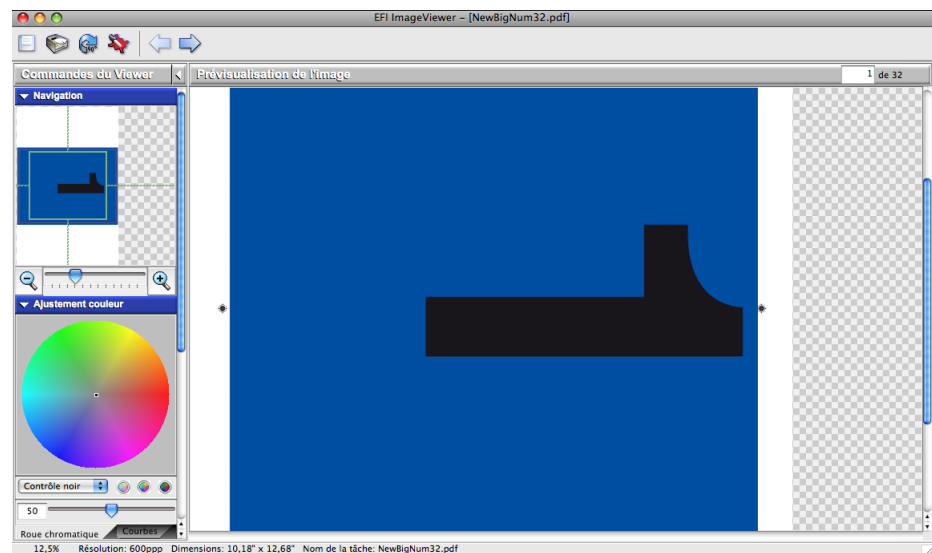 EFI ImageViewer – [NewBigNum32.pdf]
90°
Commandes du Viewer
Prévisualisation de l'image
1 de 32
Navigation
Ajustement couleur
Contrôle noir
50
Roue chromatique
Courbes
12,5% Résolution: 600ppp Dimensions: 10,18" x 12,68" Nom de la tâche: NewBigNum32.pdf